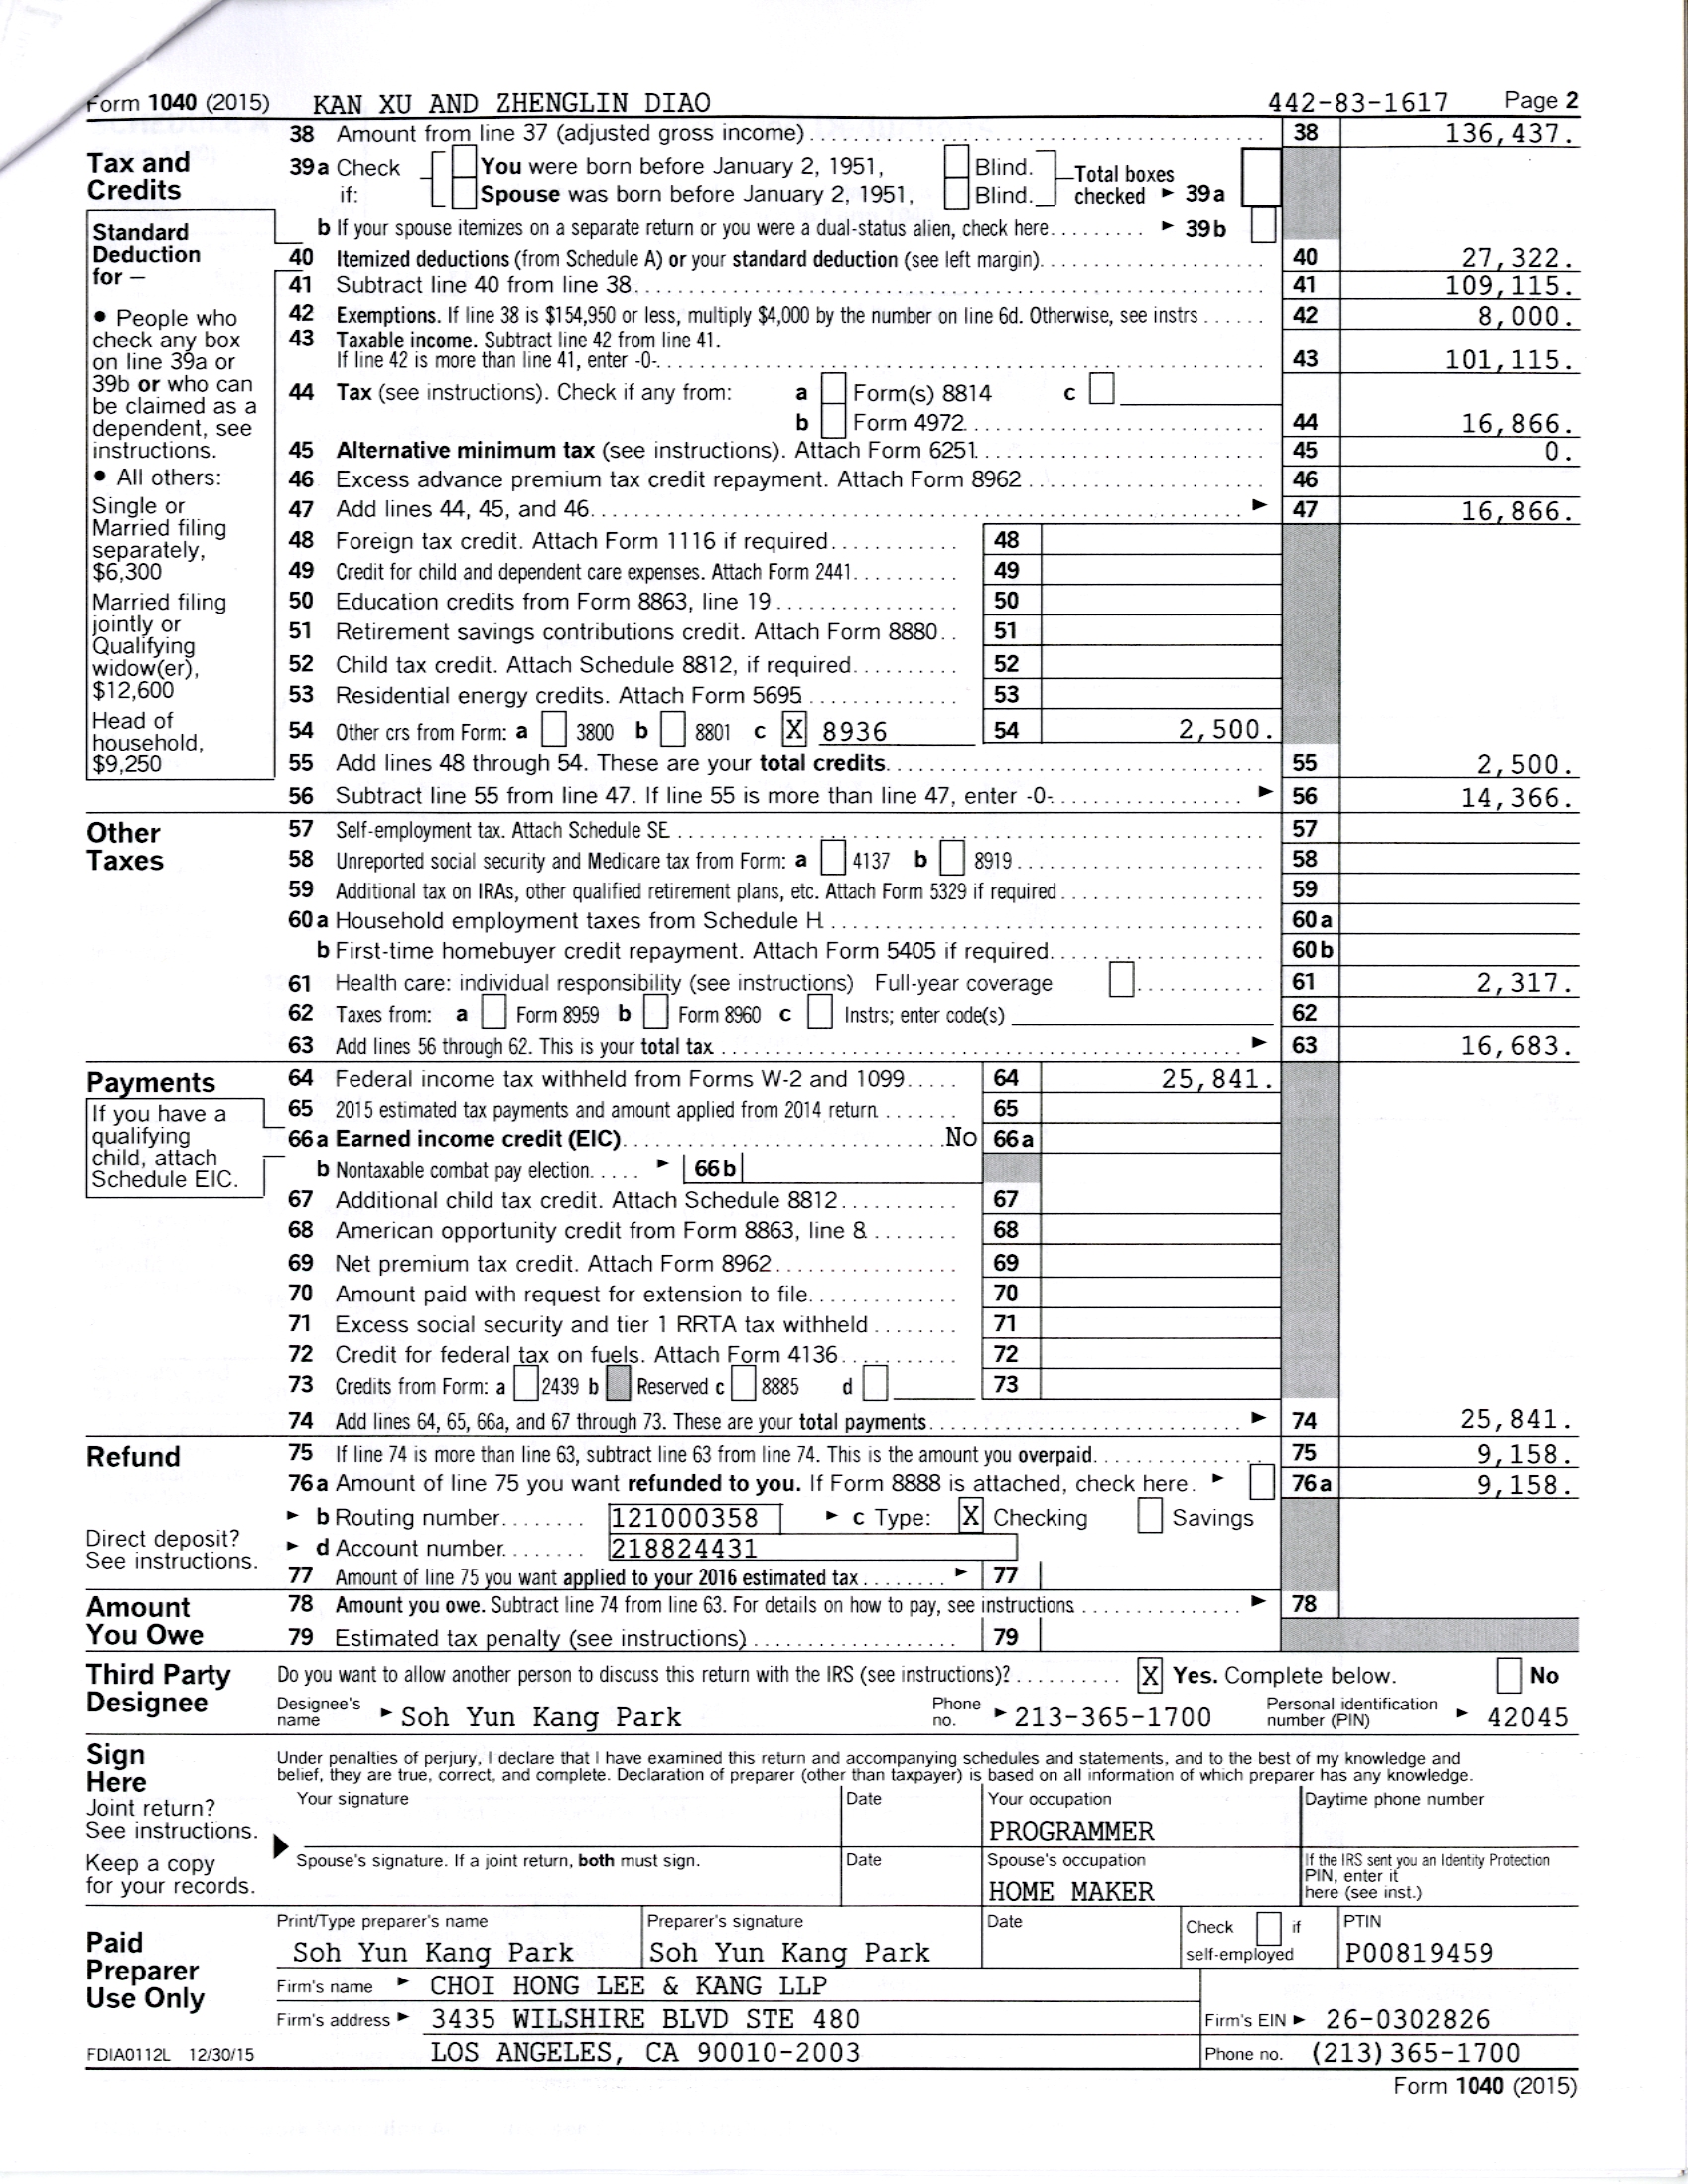 Form 1040 (2015) KAN XU AND ZHENGLIN DIAO 442-83-1617 Page 2
38 Amount from line 37 (adjusted gross income) 38 136,437.
Tax and Credits
39a Check if: You were born before January 2, 1951, Blind. Total boxes
Spouse was born before January 2, 1951, Blind. checked ► 39a
b If your spouse itemizes on a separate return or you were a dual-status alien, check here ► 39b
Standard
Deduction
for —
• People who
check any box
on line 39a or
39b or who can
be claimed as a
dependent, see
instructions.
• All others:
Single or
Married filing
separately,
$6,300
Married filing
jointly or
Qualifying
widow(er),
$12,600
Head of
household,
$9,250
40 Itemized deductions (from Schedule A) or your standard deduction (see left margin) 40 27,322.
41 Subtract line 40 from line 38 41 109,115.
42 Exemptions. If line 38 is $154,950 or less, multiply $4,000 by the number on line 6d. Otherwise, see instrs 42 8,000.
43 Taxable income. Subtract line 42 from line 41.
If line 42 is more than line 41, enter -0- 43 101,115.
44 Tax (see instructions). Check if any from: a Form(s) 8814 c
b Form 4972 44 16,866.
45 Alternative minimum tax (see instructions). Attach Form 6251 45 0.
46 Excess advance premium tax credit repayment. Attach Form 8962 46
47 Add lines 44, 45, and 46 ► 47 16,866.
48 Foreign tax credit. Attach Form 1116 if required 48
49 Credit for child and dependent care expenses. Attach Form 2441 49
50 Education credits from Form 8863, line 19 50
51 Retirement savings contributions credit. Attach Form 8880 51
52 Child tax credit. Attach Schedule 8812, if required 52
53 Residential energy credits. Attach Form 5695 53
54 Other crs from Form: a 3800 b 8801 c X 8936 54 2,500.
55 Add lines 48 through 54. These are your total credits 55 2,500.
56 Subtract line 55 from line 47. If line 55 is more than line 47, enter -0- ► 56 14,366.
Other
Taxes
57 Self-employment tax. Attach Schedule SE 57
58 Unreported social security and Medicare tax from Form: a 4137 b 8919 58
59 Additional tax on IRAs, other qualified retirement plans, etc. Attach Form 5329 if required 59
60a Household employment taxes from Schedule H 60a
b First-time homebuyer credit repayment. Attach Form 5405 if required 60b
61 Health care: individual responsibility (see instructions) Full-year coverage 61 2,317.
62 Taxes from: a Form 8959 b Form 8960 c Instrs; enter code(s) 62
63 Add lines 56 through 62. This is your total tax ► 63 16,683.
Payments
If you have a
qualifying
child, attach
Schedule EIC.
64 Federal income tax withheld from Forms W-2 and 1099 64 25,841.
65 2015 estimated tax payments and amount applied from 2014 return 65
66a Earned income credit (EIC) No 66a
b Nontaxable combat pay election ► 66b
67 Additional child tax credit. Attach Schedule 8812 67
68 American opportunity credit from Form 8863, line 8 68
69 Net premium tax credit. Attach Form 8962 69
70 Amount paid with request for extension to file 70
71 Excess social security and tier 1 RRTA tax withheld 71
72 Credit for federal tax on fuels. Attach Form 4136 72
73 Credits from Form: a 2439 b Reserved c 8885 d 73
74 Add lines 64, 65, 66a, and 67 through 73. These are your total payments ► 74 25,841.
Refund
75 If line 74 is more than line 63, subtract line 63 from line 74. This is the amount you overpaid 75 9,158.
76a Amount of line 75 you want refunded to you. If Form 8888 is attached, check here. ► 76a 9,158.
► b Routing number 121000358 ► c Type: X Checking Savings
Direct deposit?
See instructions.
► d Account number 218824431
77 Amount of line 75 you want applied to your 2016 estimated tax ► 77
Amount
You Owe
78 Amount you owe. Subtract line 74 from line 63. For details on how to pay, see instructions ► 78
79 Estimated tax penalty (see instructions) 79
Third Party
Designee
Do you want to allow another person to discuss this return with the IRS (see instructions)? X Yes. Complete below. No
Designee's name ► Soh Yun Kang Park Phone no. ► 213-365-1700 Personal identification number (PIN) ► 42045
Sign
Here
Joint return?
See instructions.
Keep a copy
for your records.
Under penalties of perjury, I declare that I have examined this return and accompanying schedules and statements, and to the best of my knowledge and
belief, they are true, correct, and complete. Declaration of preparer (other than taxpayer) is based on all information of which preparer has any knowledge.
Your signature Date Your occupation Daytime phone number
PROGRAMMER
Spouse's signature. If a joint return, both must sign. Date Spouse's occupation If the IRS sent you an Identity Protection
PIN, enter it
HOME MAKER here (see inst.)
Paid
Preparer
Use Only
Print/Type preparer's name Preparer's signature Date Check if self-employed PTIN
Soh Yun Kang Park Soh Yun Kang Park P00819459
Firm's name ► CHOI HONG LEE & KANG LLP
Firm's address ► 3435 WILSHIRE BLVD STE 480 Firm's EIN ► 26-0302826
FDIA0112L 12/30/15 LOS ANGELES, CA 90010-2003 Phone no. (213) 365-1700
Form 1040 (2015)